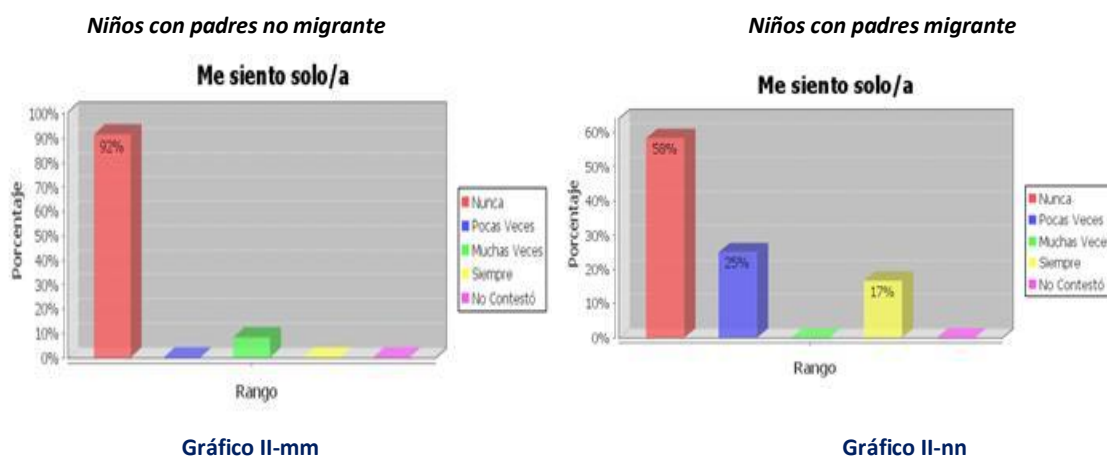 Niños con padres no migrante
Me siento solo/a
100%
90%
80%
70%
60%
50%
40%
30%
20%
10%
0%
92%
Porcentaje
Rango
Nunca
Pocas Veces
Muchas Veces
Siempre
No Contestó
Gráfico II-mm
Niños con padres migrante
Me siento solo/a
60%
50%
40%
30%
20%
10%
0%
58%
25%
17%
Porcentaje
Rango
Nunca
Pocas Veces
Muchas Veces
Siempre
No Contestó
Gráfico II-nn